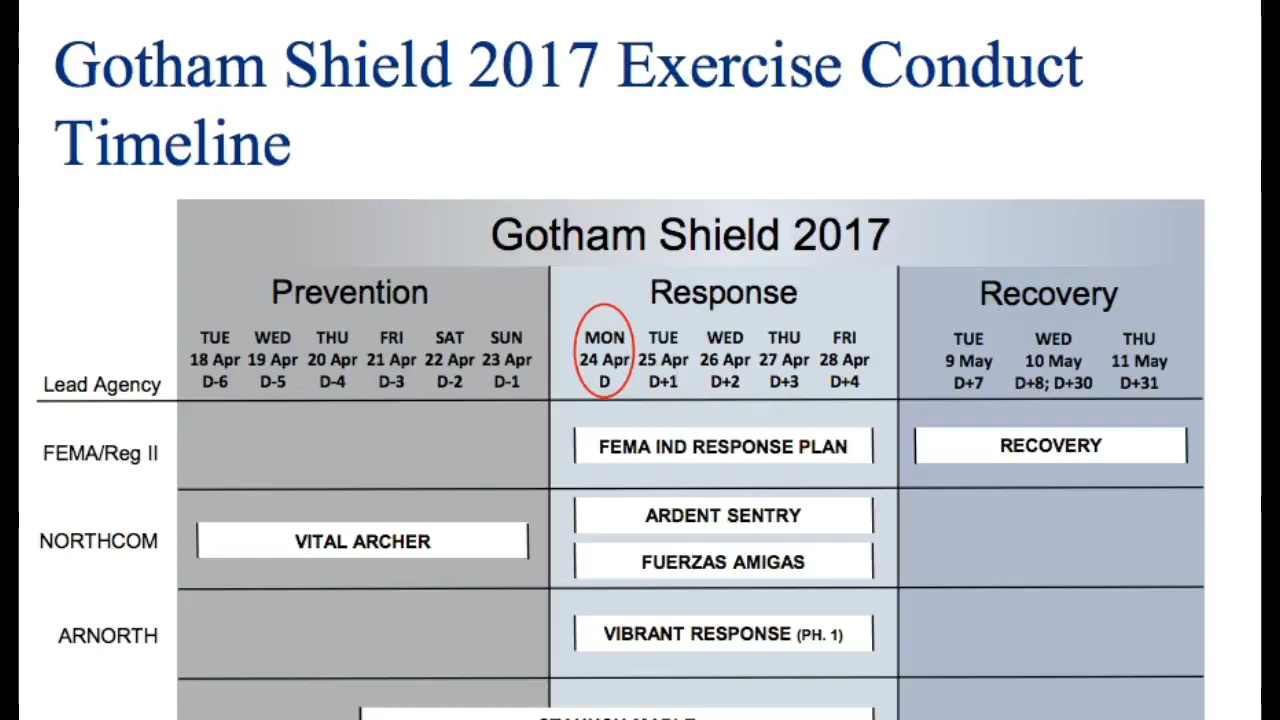 Gotham Shield 2017 Exercise Conduct
Timeline
Gotham Shield 2017
Prevention Response Recovery
TUE WED THU FRI SAT SUN MON TUE WED THU FRI TUE WED THU
18 Apr 19 Apr 20 Apr 21 Apr 22 Apr 23 Apr 24 Apr 25 Apr 26 Apr 27 Apr 28 Apr 9 May 10 May 11 May
Lead Agency D-6 D-5 D-4 D-3 D-2 D-1 D D+1 D+2 D+3 D+4 D+7 D+8; D+30 D+31
FEMA/Reg II FEMA IND RESPONSE PLAN RECOVERY
ARDENT SENTRY
NORTHCOM VITAL ARCHER
FUERZAS AMIGAS
ARNORTH VIBRANT RESPONSE (PH. 1)